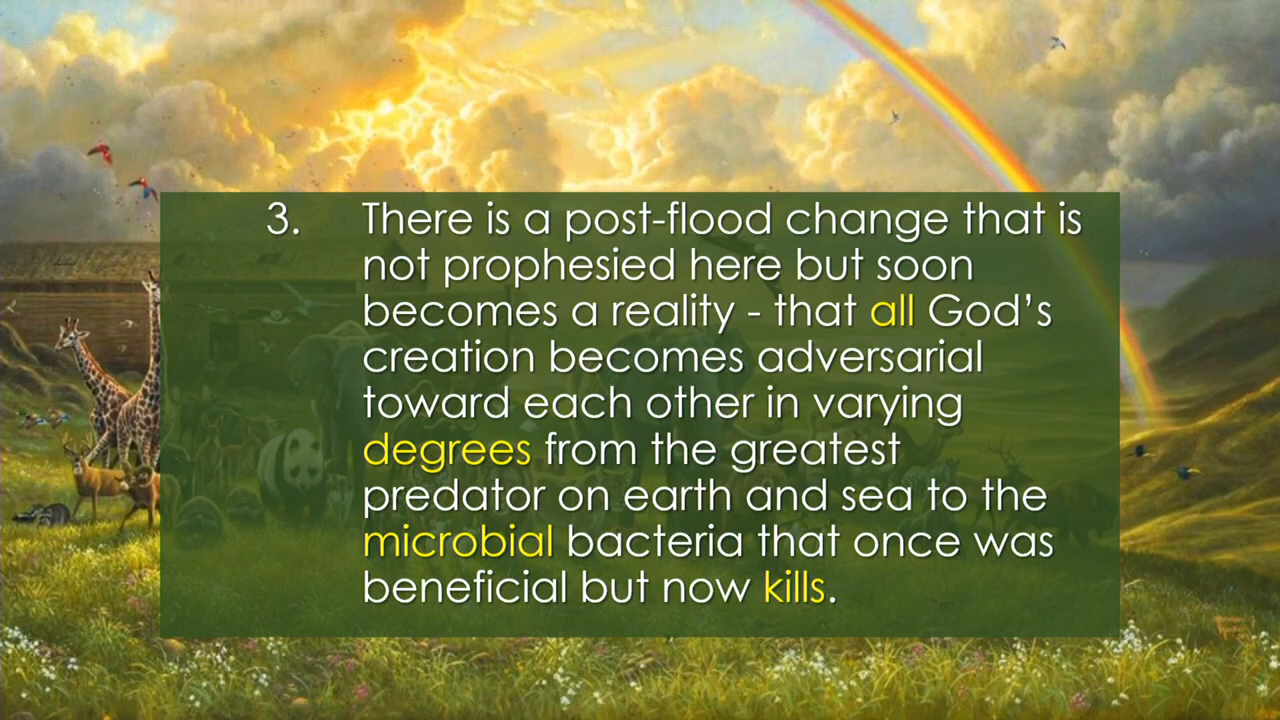 3. There is a post-flood change that is
not prophesied here but soon
becomes a reality - that all God’s
creation becomes adversarial
toward each other in varying
degrees from the greatest
predator on earth and sea to the
microbial bacteria that once was
beneficial but now kills.